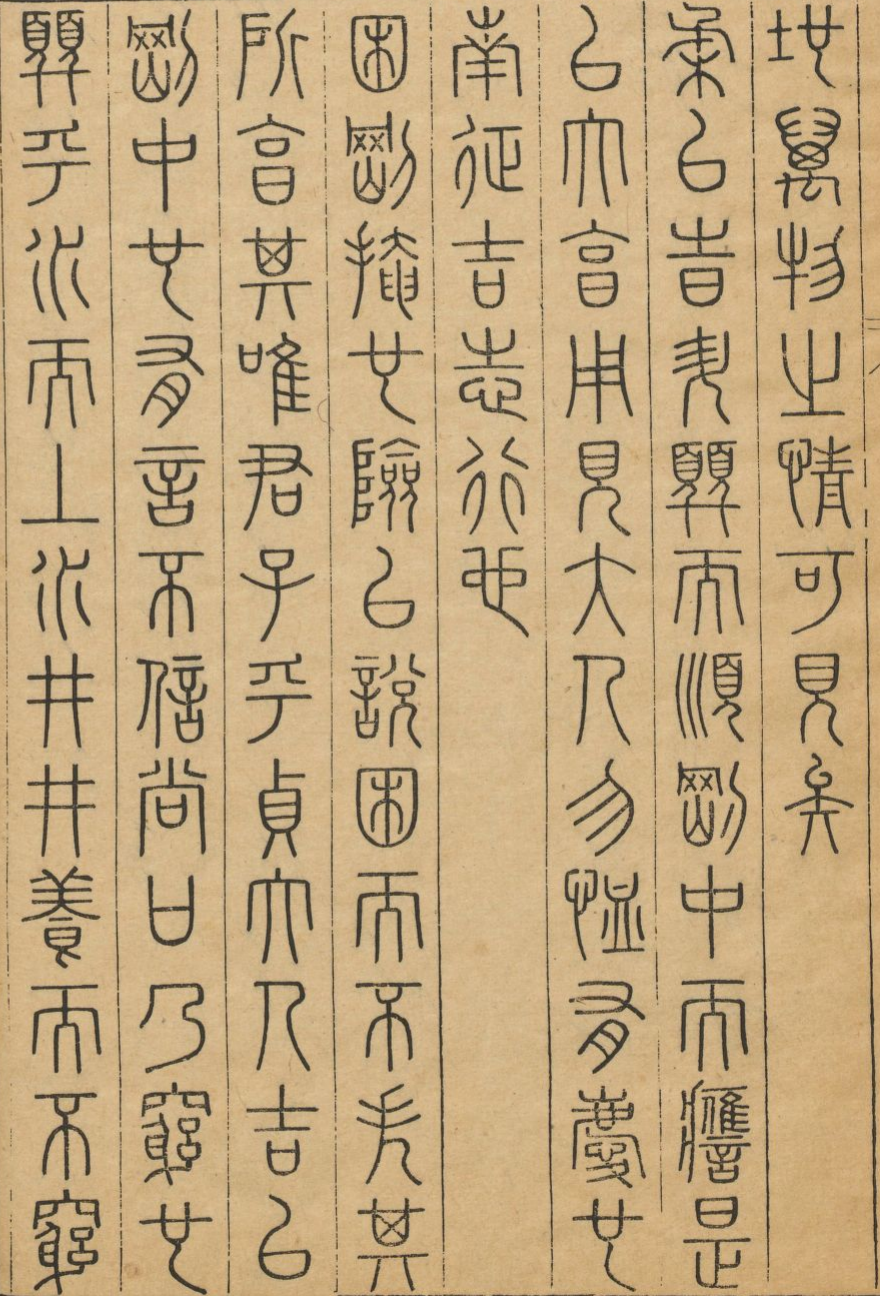 地萬物之情可見矣
柔以時升巽而順剛中而應是
以大亨用見大人勿恤有慶也
南征吉志行也
困剛揜也險以說困而不失其
所亨其唯君子乎貞大人吉以
剛中也有言不信尚口乃窮也
巽乎水而上水井井養而不窮